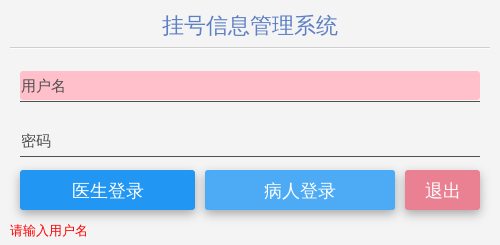 挂号信息管理系统
用户名
密码
医生登录 病人登录 退出
请输入用户名